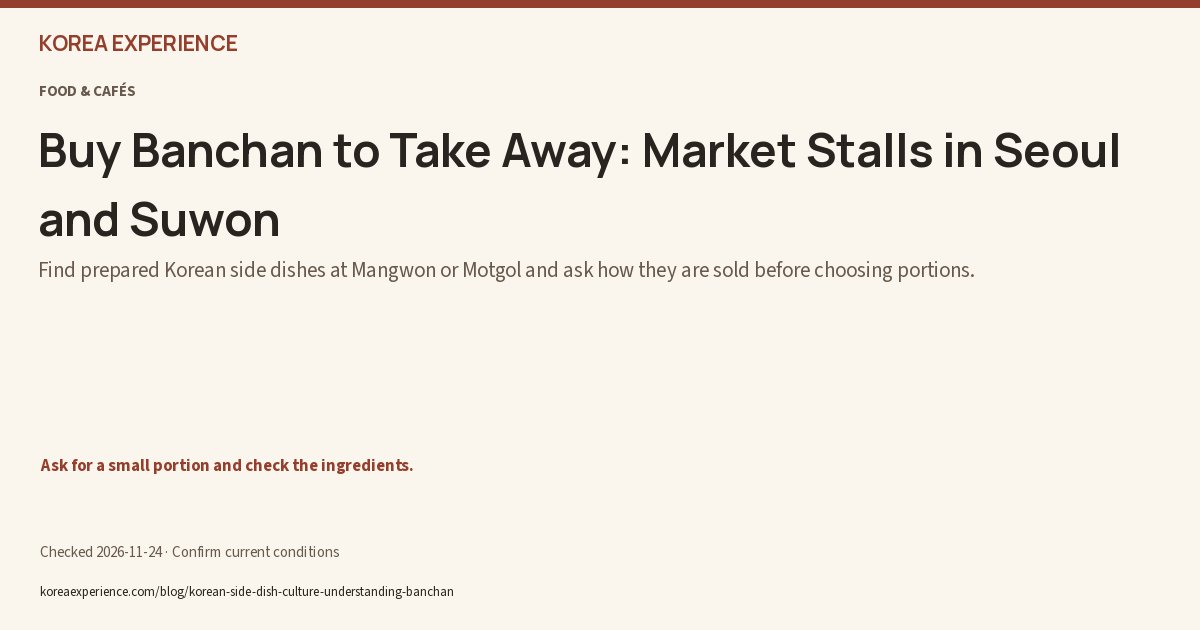 KOREA EXPERIENCE
FOOD & CAFÉS
Buy Banchan to Take Away: Market Stalls in Seoul
and Suwon
Find prepared Korean side dishes at Mangwon or Motgol and ask how they are sold before choosing portions.
Ask for a small portion and check the ingredients.
Checked 2026-11-24 · Confirm current conditions
koreaexperience.com/blog/korean-side-dish-culture-understanding-banchan